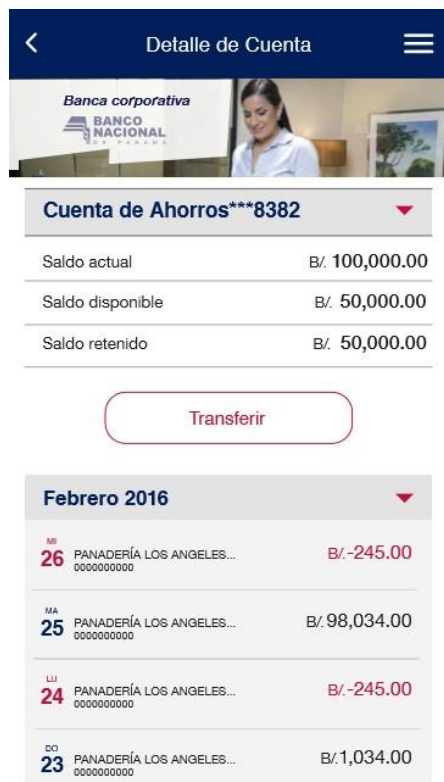 Detalle de Cuenta
Banca corporativa
BANCO
NACIONAL
DE PANAMÁ
Cuenta de Ahorros***8382
Saldo actual B/. 100,000.00
Saldo disponible B/. 50,000.00
Saldo retenido B/. 50,000.00
Transferir
Febrero 2016
MI
26 PANADERÍA LOS ANGELES... B/.-245.00
0000000000
MA
25 PANADERÍA LOS ANGELES... B/.98,034.00
0000000000
LU
24 PANADERÍA LOS ANGELES... B/.-245.00
0000000000
DO
23 PANADERÍA LOS ANGELES... B/.1,034.00
0000000000